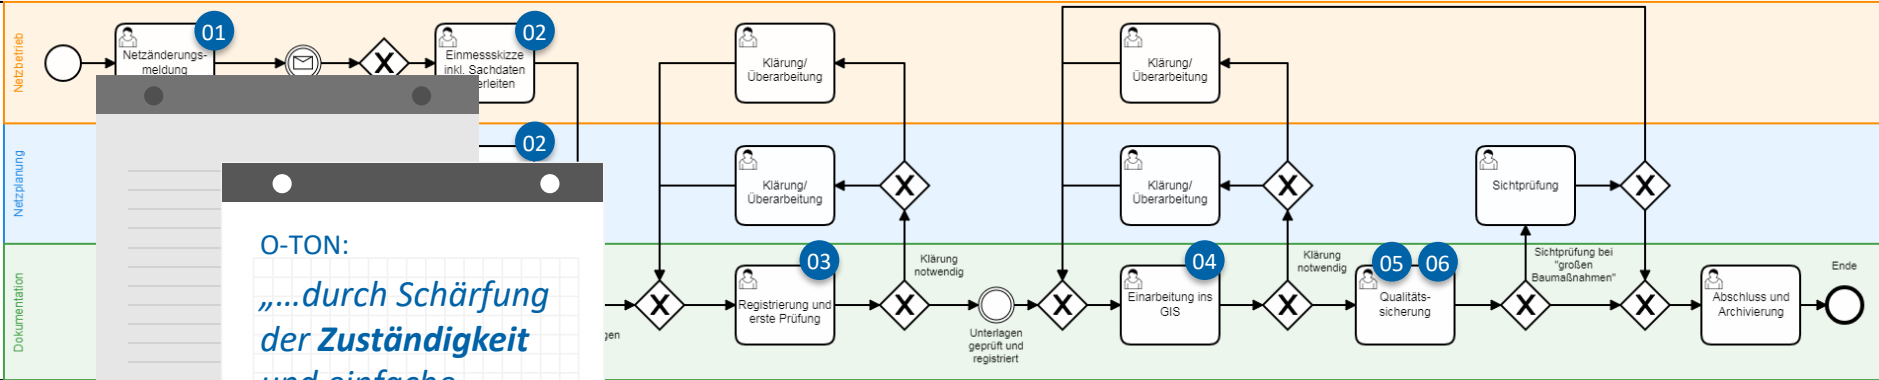 Netzbetrieb
Netzänderungs-
meldung
01
Einmessskizze
inkl. Sachdaten
02
Klärung/
Überarbeitung
Klärung/
Überarbeitung
Netzplanung
02
Klärung/
Überarbeitung
Klärung/
Überarbeitung
Sichtprüfung
Dokumentation
O-TON:
„...durch Schärfung
der Zuständigkeit
und einfache
Registrierung und
erste Prüfung
03
Klärung
notwendig
Unterlagen
geprüft und
registriert
Einarbeitung ins
GIS
04
Klärung
notwendig
Qualitäts-
sicherung
05
06
Sichtprüfung bei
"großen
Baumaßnahmen"
Abschluss und
Archivierung
Ende